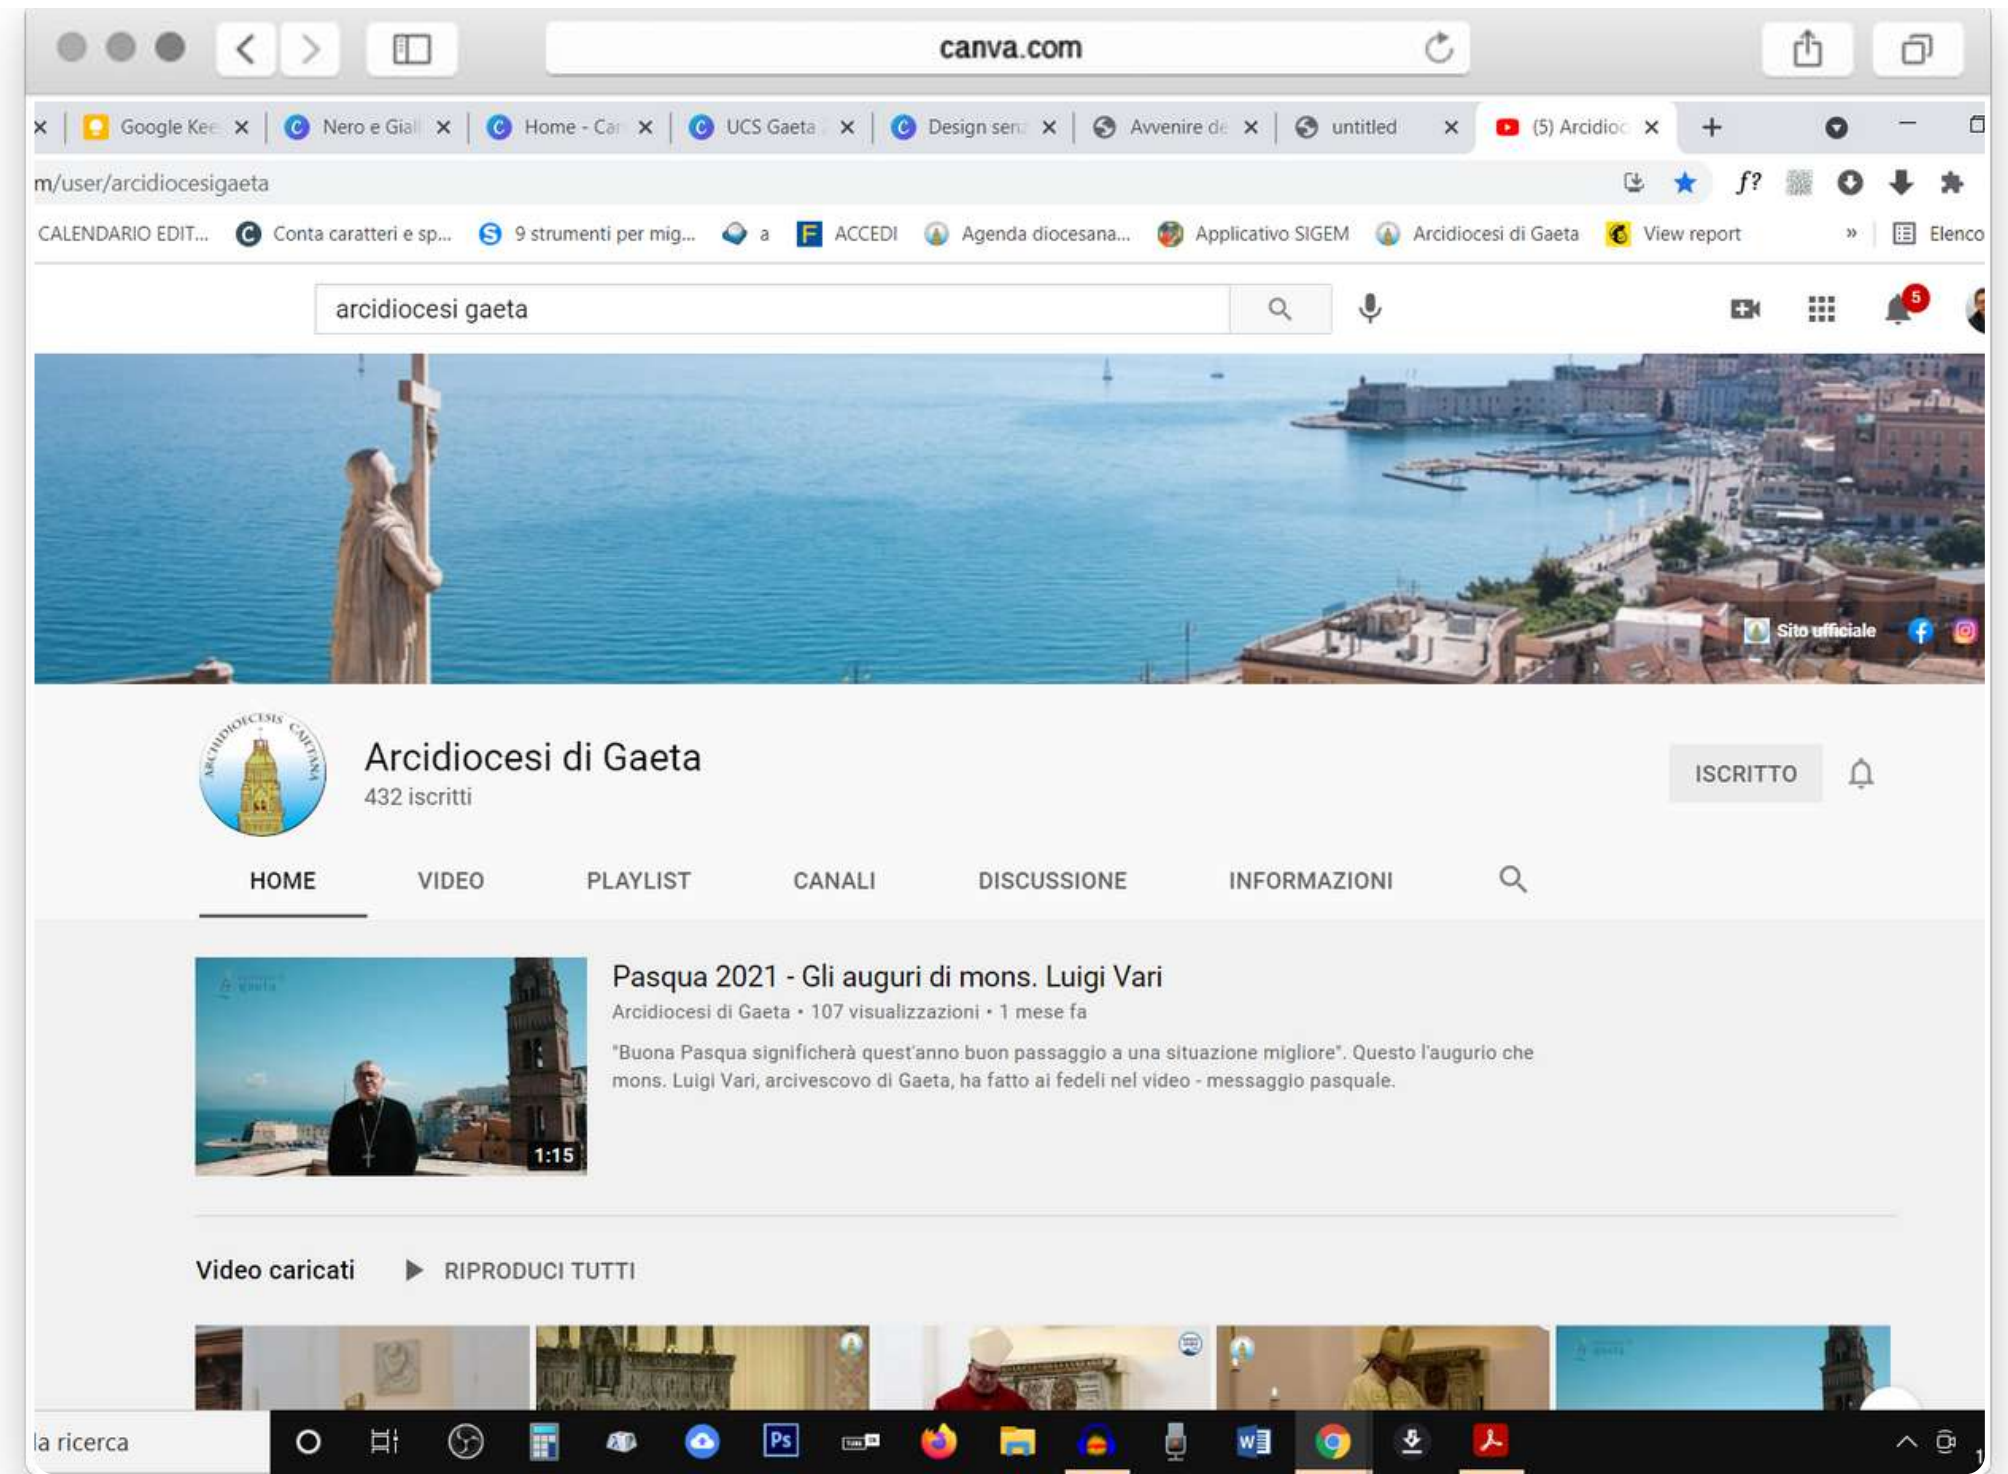 canva.com
Google Kee
Nero e Gial
Home - Can
UCS Gaeta
Design senz
Avvenire de
untitled
(5) Arcidioc
m/user/arcidiocesigaeta
f?
CALENDARIO EDIT...
Conta caratteri e sp...
9 strumenti per mig...
a
ACCEDI
Agenda diocesana...
Applicativo SIGEM
Arcidiocesi di Gaeta
View report
»
Elenco
arcidiocesi gaeta
5
Sito ufficiale
ARCHIDIOECESIS CAJETANA
Arcidiocesi di Gaeta
432 iscritti
ISCRITTO
HOME
VIDEO
PLAYLIST
CANALI
DISCUSSIONE
INFORMAZIONI
gaeta
1:15
Pasqua 2021 - Gli auguri di mons. Luigi Vari
Arcidiocesi di Gaeta • 107 visualizzazioni • 1 mese fa
"Buona Pasqua significherà quest'anno buon passaggio a una situazione migliore". Questo l'augurio che
mons. Luigi Vari, arcivescovo di Gaeta, ha fatto ai fedeli nel video - messaggio pasquale.
Video caricati
RIPRODUCI TUTTI
la ricerca
Ps